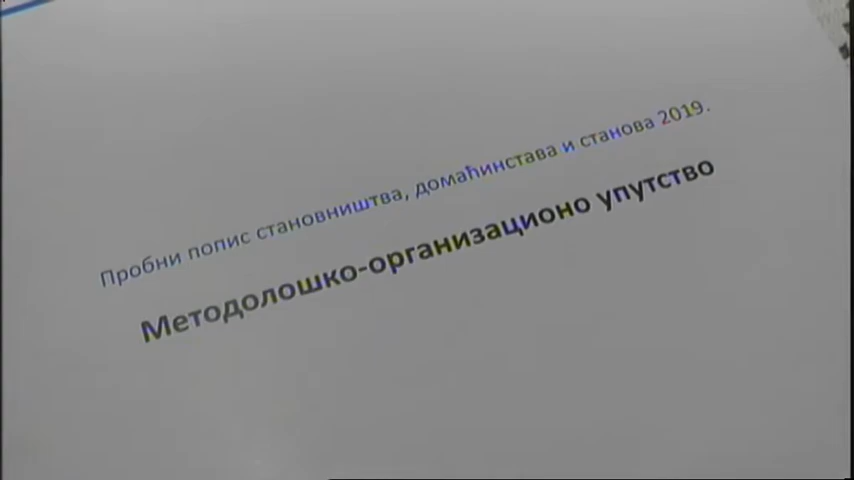 Пробни попис становништва, домаћинстава и станова 2019.
Методолошко-организационо упутство